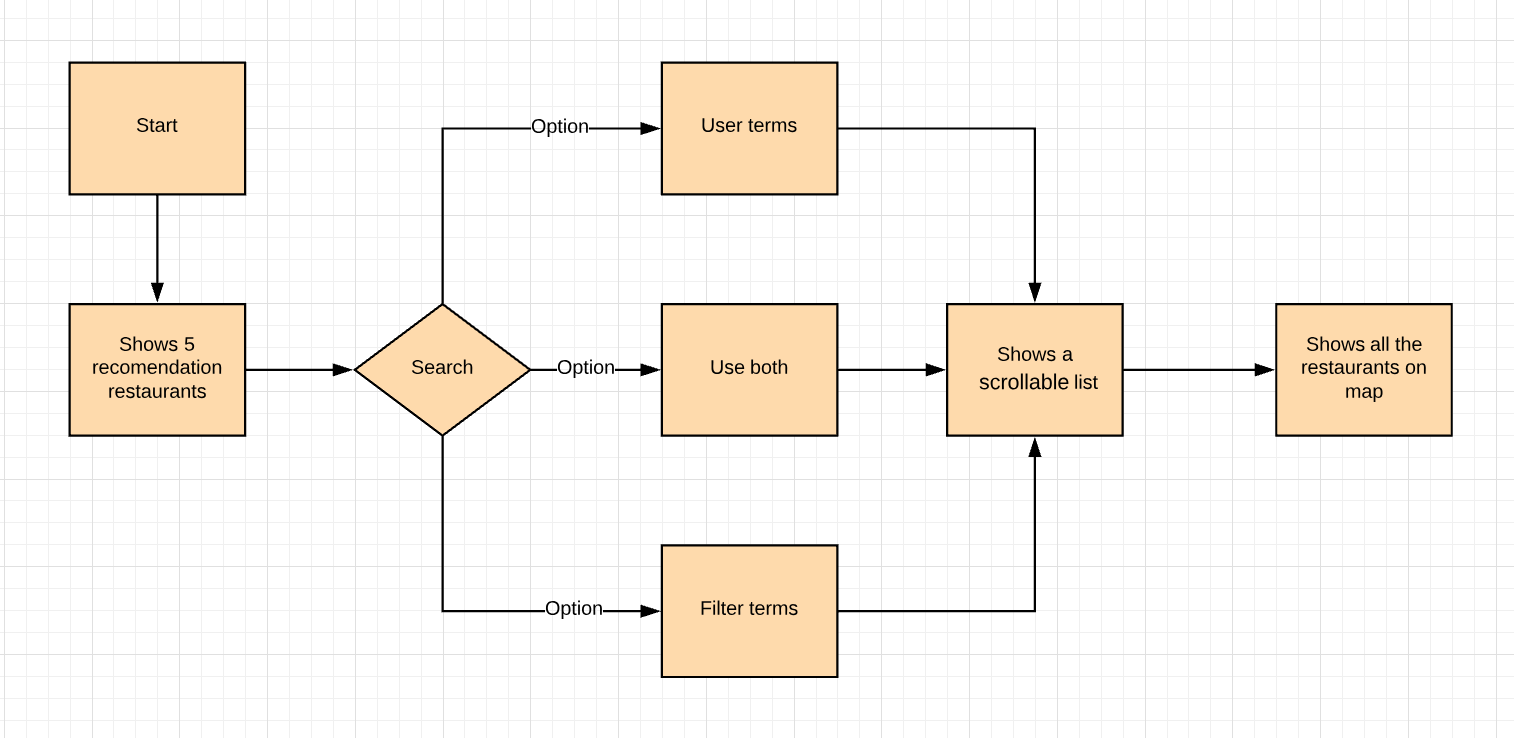 Start
Option
User terms
Shows 5
recomendation
restaurants
Search
Option
Use both
Shows a
scrollable list
Shows all the
restaurants on
map
Option
Filter terms